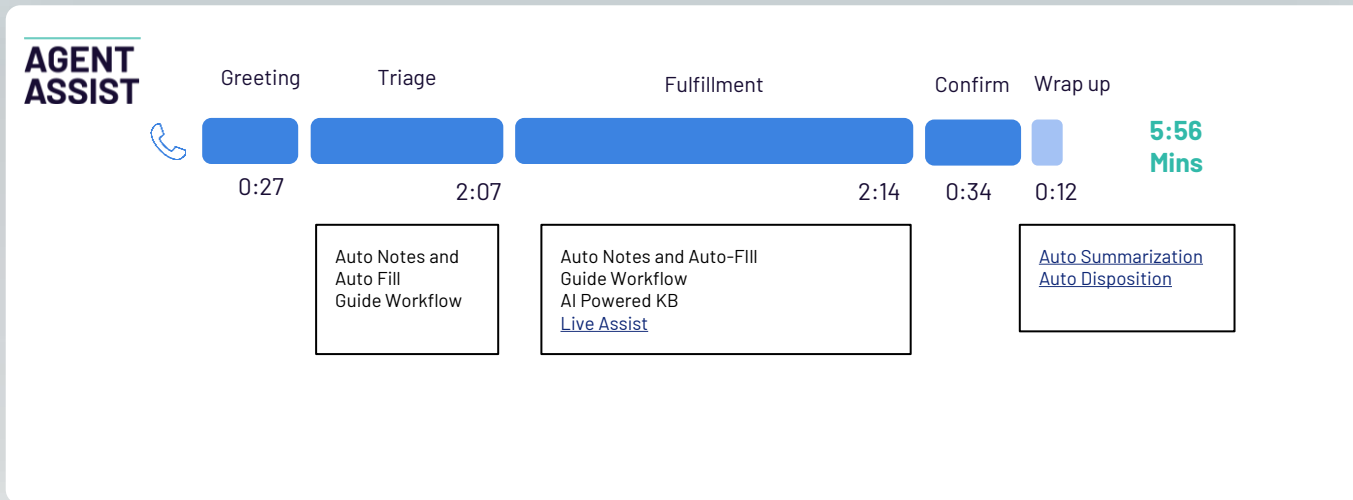 AGENT
ASSIST
Greeting
Triage
Fulfillment
Confirm
Wrap up
5:56
Mins
0:27
2:07
2:14
0:34
0:12
Auto Notes and
Auto Fill
Guide Workflow
Auto Notes and Auto-FIll
Guide Workflow
AI Powered KB
Live Assist
Auto Summarization
Auto Disposition